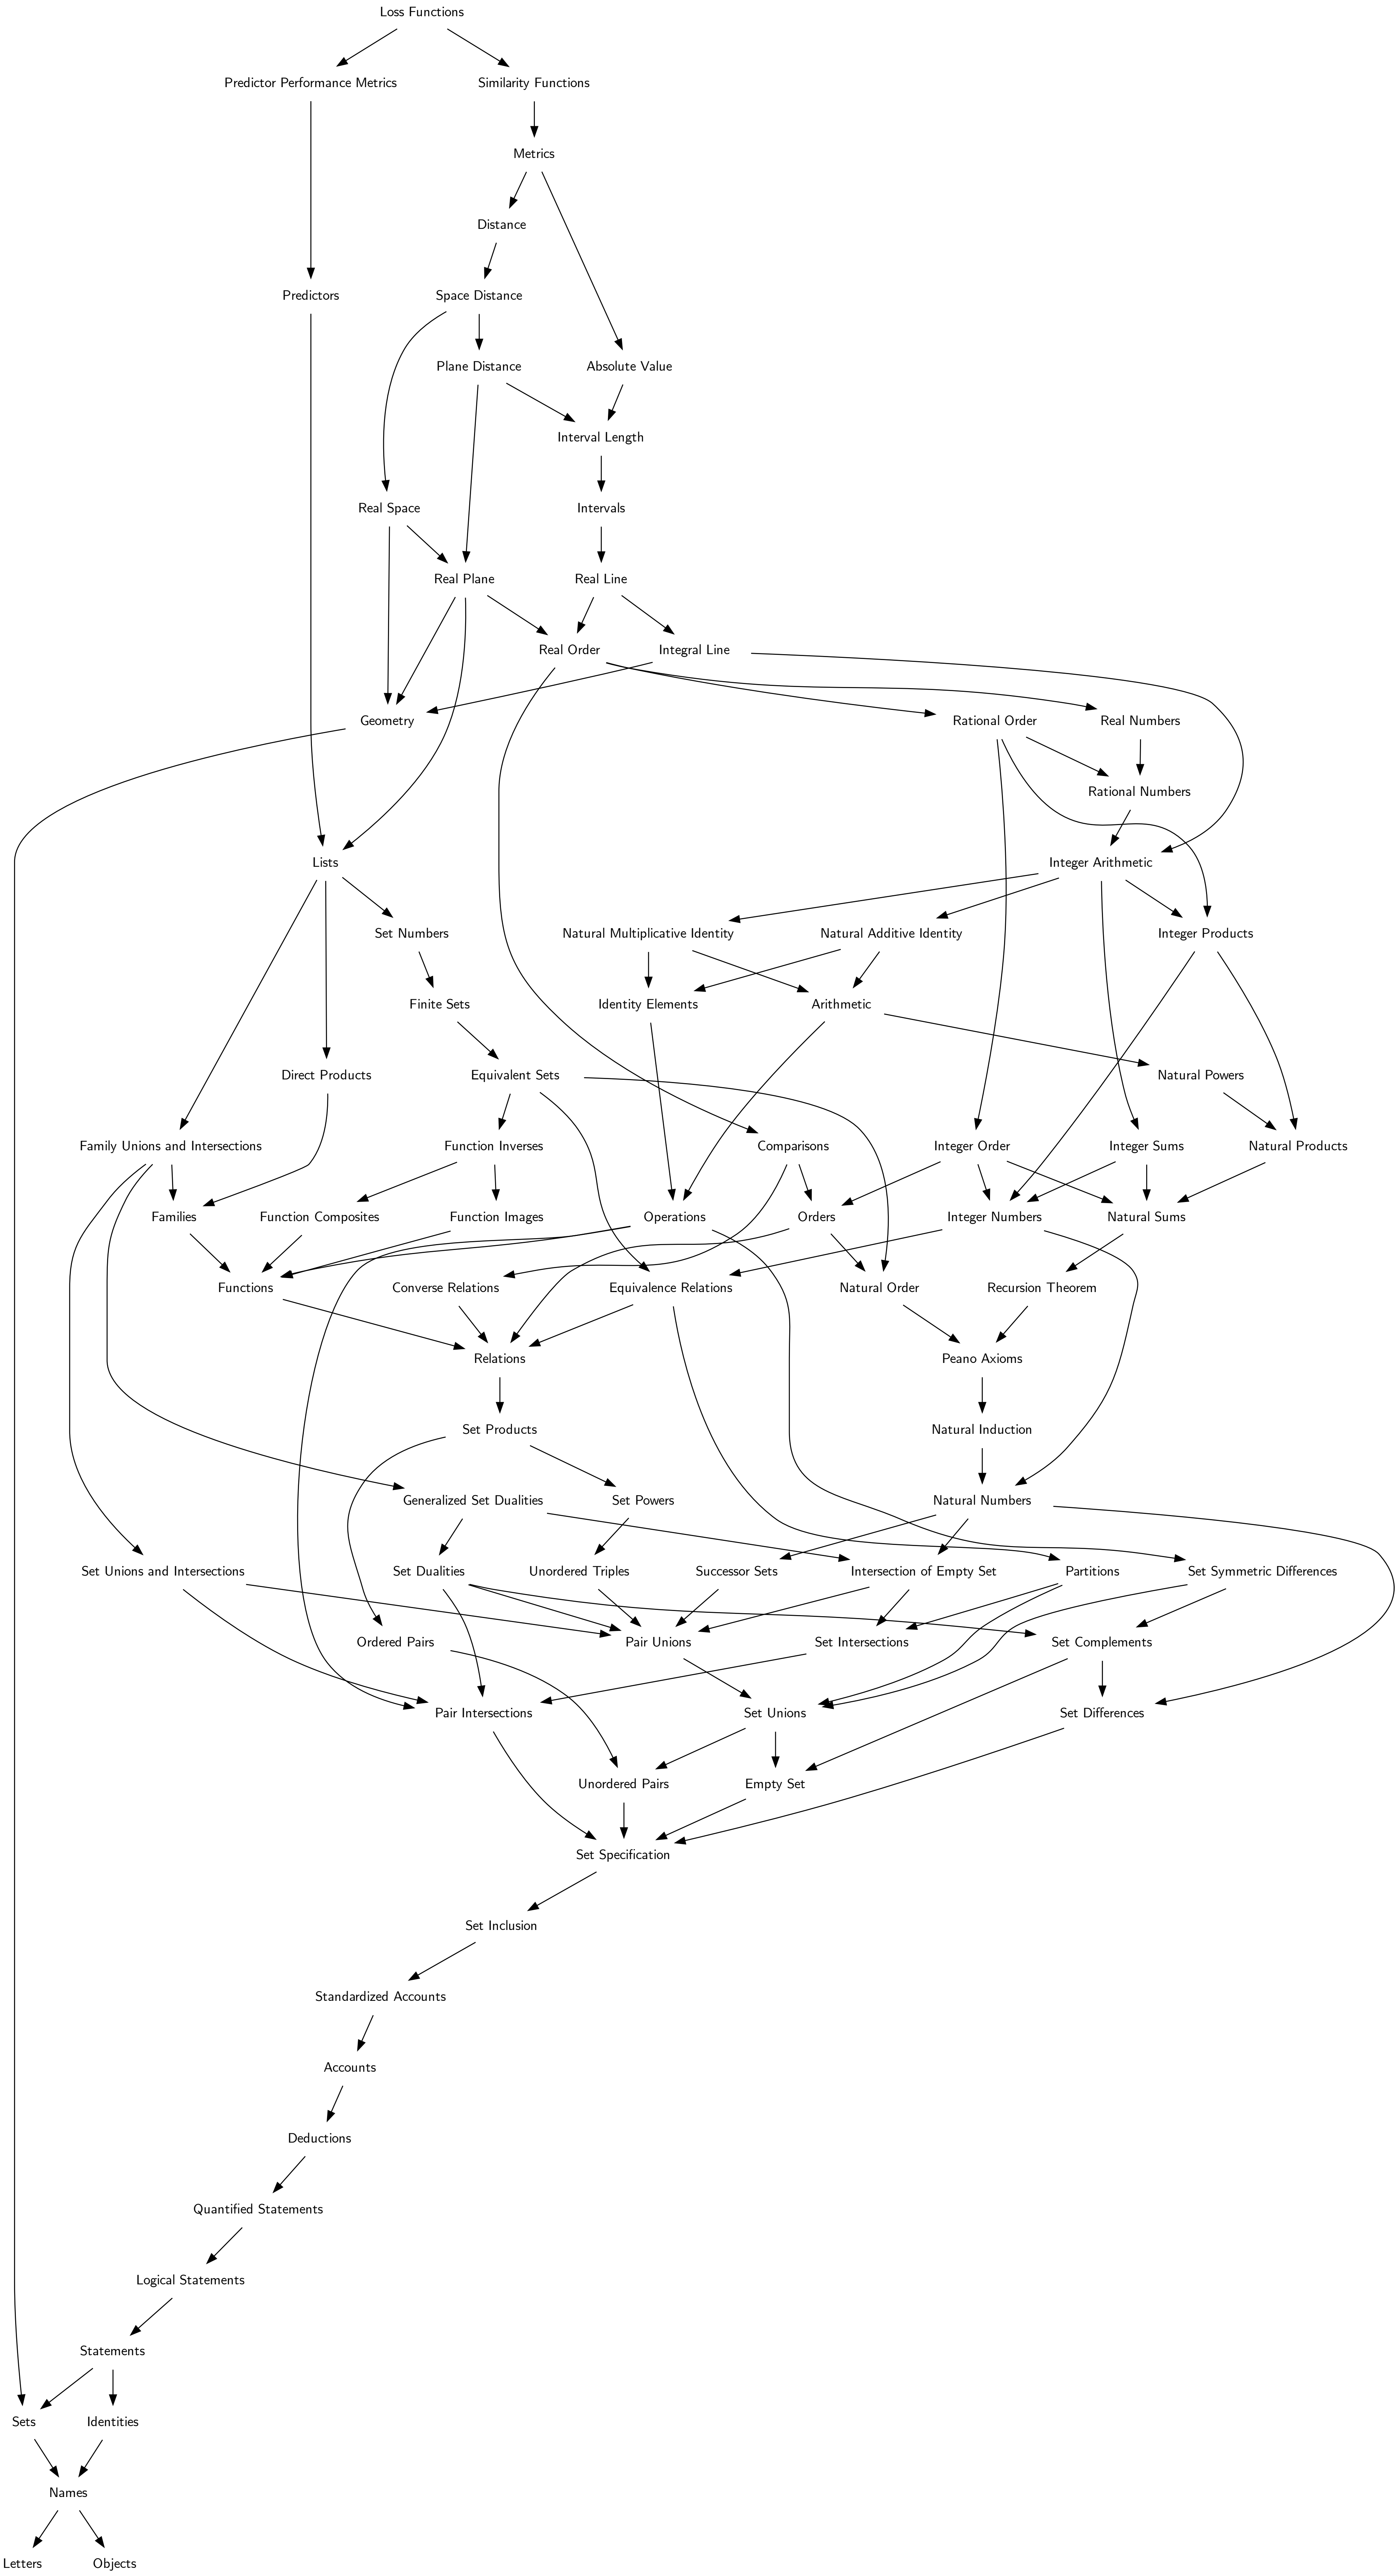 Loss Functions
Predictor Performance Metrics
Similarity Functions
Metrics
Distance
Predictors
Space Distance
Plane Distance
Absolute Value
Interval Length
Real Space
Intervals
Real Plane
Real Line
Real Order
Integral Line
Geometry
Rational Order
Real Numbers
Rational Numbers
Lists
Integer Arithmetic
Set Numbers
Natural Multiplicative Identity
Natural Additive Identity
Integer Products
Finite Sets
Identity Elements
Arithmetic
Direct Products
Equivalent Sets
Natural Powers
Family Unions and Intersections
Function Inverses
Comparisons
Integer Order
Integer Sums
Natural Products
Families
Function Composites
Function Images
Operations
Orders
Integer Numbers
Natural Sums
Functions
Converse Relations
Equivalence Relations
Natural Order
Recursion Theorem
Relations
Peano Axioms
Set Products
Natural Induction
Generalized Set Dualities
Set Powers
Natural Numbers
Set Unions and Intersections
Set Dualities
Unordered Triples
Successor Sets
Intersection of Empty Set
Partitions
Set Symmetric Differences
Ordered Pairs
Pair Unions
Set Intersections
Set Complements
Pair Intersections
Set Unions
Set Differences
Unordered Pairs
Empty Set
Set Specification
Set Inclusion
Standardized Accounts
Accounts
Deductions
Quantified Statements
Logical Statements
Statements
Sets
Identities
Names
Letters
Objects